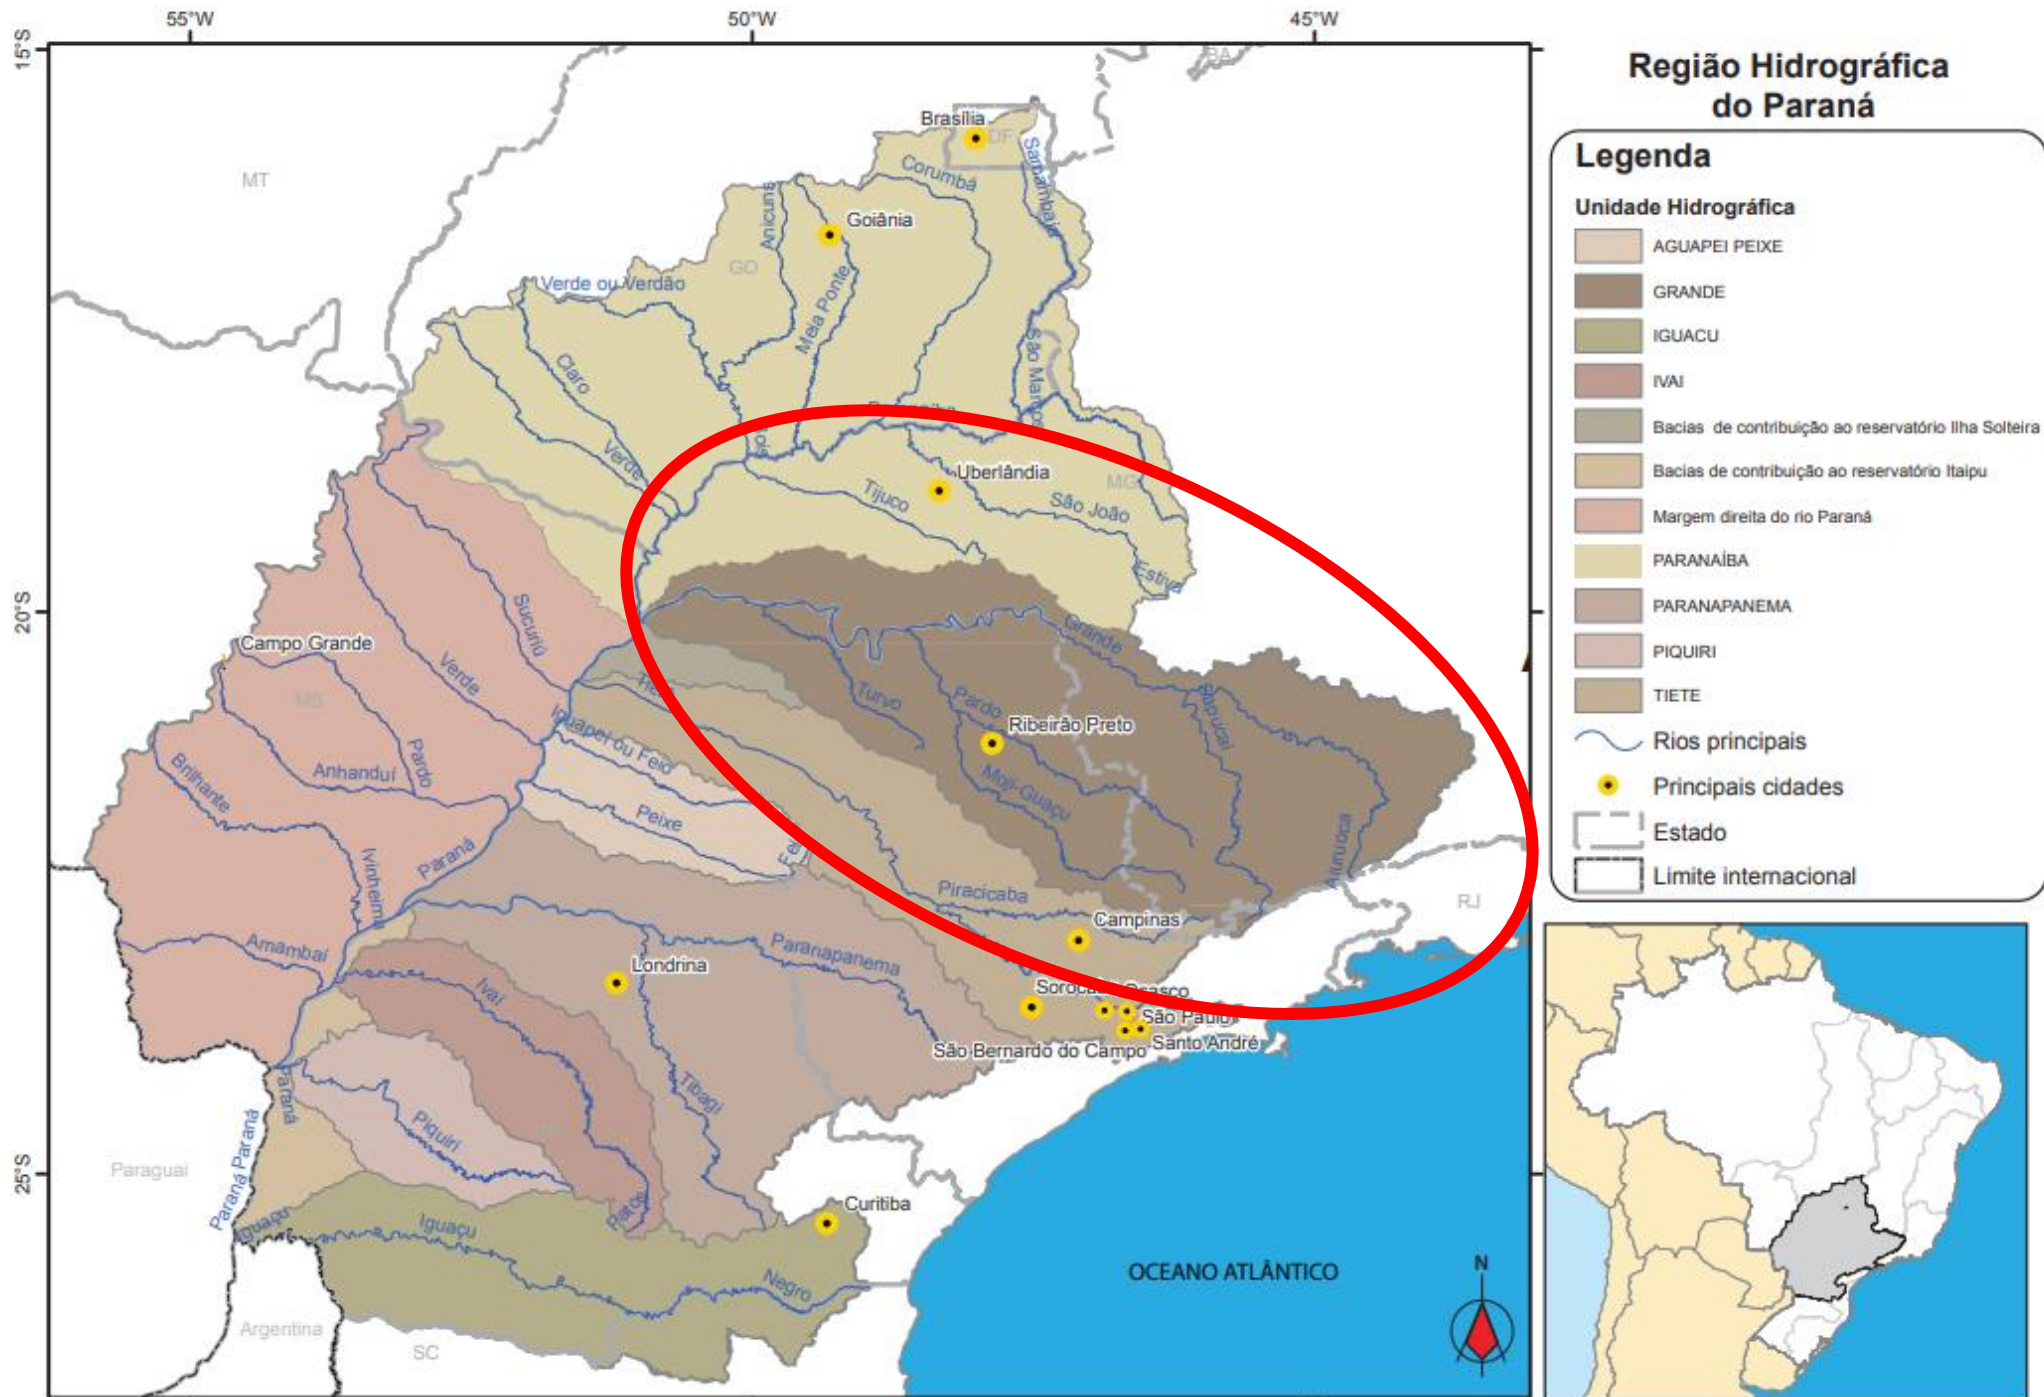 55°W
50°W
45°W
15°S
20°S
25°S
Região Hidrográfica
do Paraná
Legenda
Unidade Hidrográfica
AGUAPEI PEIXE
GRANDE
IGUACU
IVAI
Bacias de contribuição ao reservatório Ilha Solteira
Bacias de contribuição ao reservatório Itaipu
Margem direita do rio Paraná
PARANAÍBA
PARANAPANEMA
PIQUIRI
TIETE
Rios principais
Principais cidades
Estado
Limite internacional
BA
MT
Brasília
DF
Samambaia
Corumbá
Anicuns
Goiânia
GO
Meia Ponte
Verde ou Verdão
Claro
São Marcos
Verde
Uberlândia
MG
Tijuco
São João
Estiva
Sucuriú
Grande
Campo Grande
Verde
MS
Turvo
Pardo
Sapucaí
Ribeirão Preto
Iguapei ou Feio
Pardo
Anhanduí
Brilhante
Moji-Guaçu
Peixe
Aiuruoca
Paraná
Ivinheima
Piracicaba
RJ
Campinas
Amambaí
Paranapanema
Londrina
Ivaí
Sorocaba
Osasco
São Paulo
Santo André
São Bernardo do Campo
Tibagi
Paraná
Piquiri
Paraguai
Paraná
Paraná
Iguaçu
Iguaçu
Curitiba
Negro
OCEANO ATLÂNTICO
N
Argentina
SC